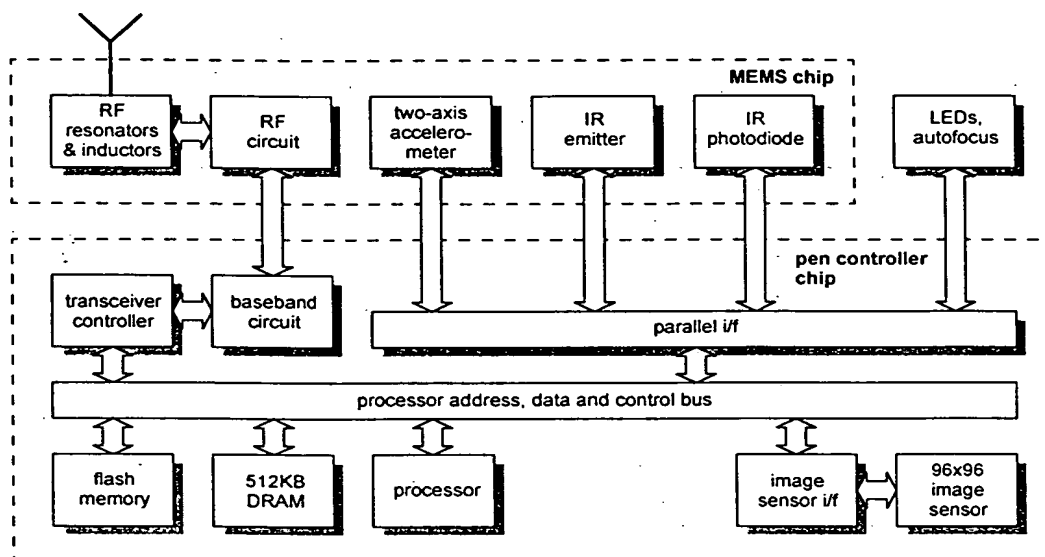 MEMS chip
RF
resonators
& inductors
RF
circuit
two-axis
accelero-
meter
IR
emitter
IR
photodiode
LEDs,
autofocus
pen controller
chip
transceiver
controller
baseband
circuit
parallel i/f
processor address, data and control bus
flash
memory
512KB
DRAM
processor
image
sensor i/f
96x96
image
sensor